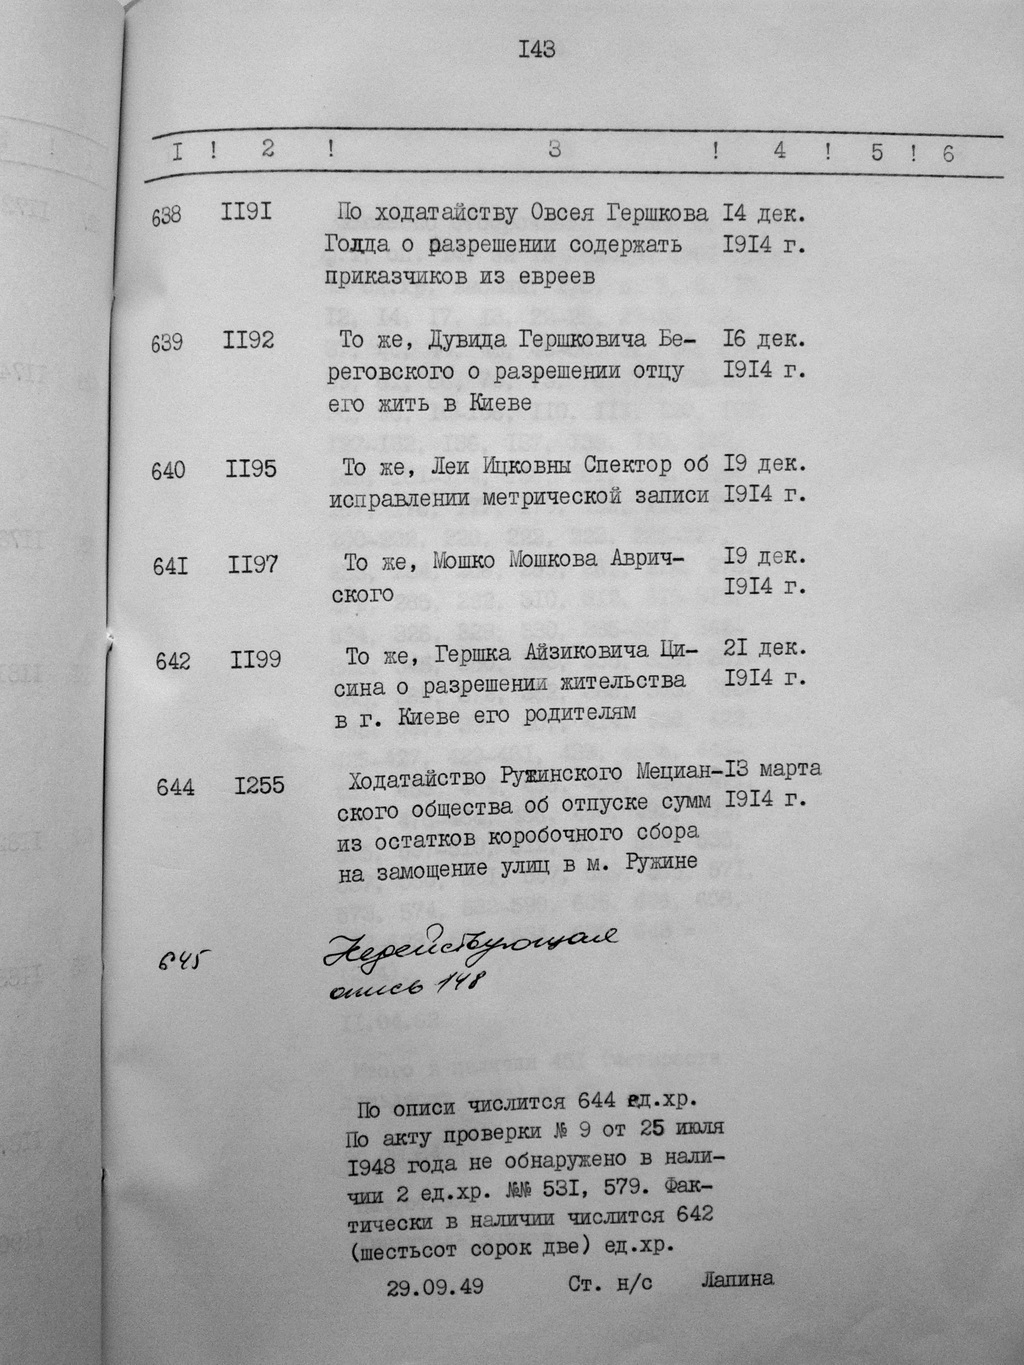 143
I ! 2 ! 3 ! 4 ! 5 ! 6
638 II9I По ходатайству Овсея Гершкова I4 дек.
Голда о разрешении содержать I9I4 г.
приказчиков из евреев
639 II92 То же, Дувида Гершковича Бе- I6 дек.
реговского о разрешении отцу I9I4 г.
его жить в Киеве
640 II95 То же, Леи Ицковны Спектор об I9 дек.
исправлении метрической записи I9I4 г.
64I II97 То же, Мошко Мошкова Аврич- I9 дек.
ского I9I4 г.
642 II99 То же, Гершка Айзиковича Ци- 2I дек.
сина о разрешении жительства I9I4 г.
в г. Киеве его родителям
644 I255 Ходатайство Ружинского Мециан-I3 марта
ского общества об отпуске сумм I9I4 г.
из остатков коробочного сбора
на замощение улиц в м. Ружине
645 Недействующая
опись 148
По описи числится 644 ед.хр.
По акту проверки № 9 от 25 июля
I948 года не обнаружено в нали-
чии 2 ед.хр. №№ 53I, 579. Фак-
тически в наличии числится 642
(шестьсот сорок две) ед.хр.
29.09.49 Ст. н/с Лапина